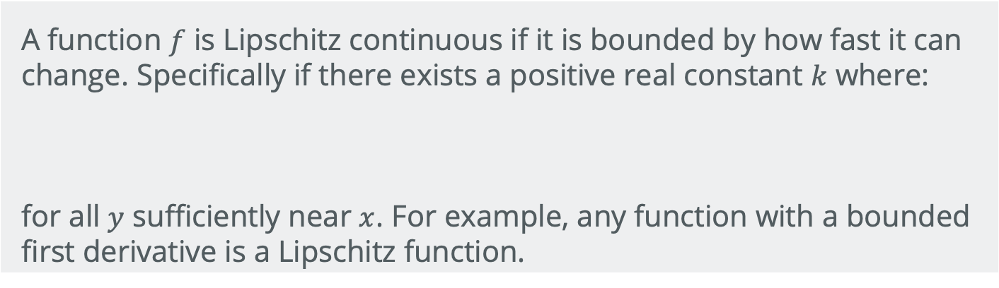 A function f is Lipschitz continuous if it is bounded by how fast it can
change. Specifically if there exists a positive real constant k where:
for all y sufficiently near x. For example, any function with a bounded
first derivative is a Lipschitz function.